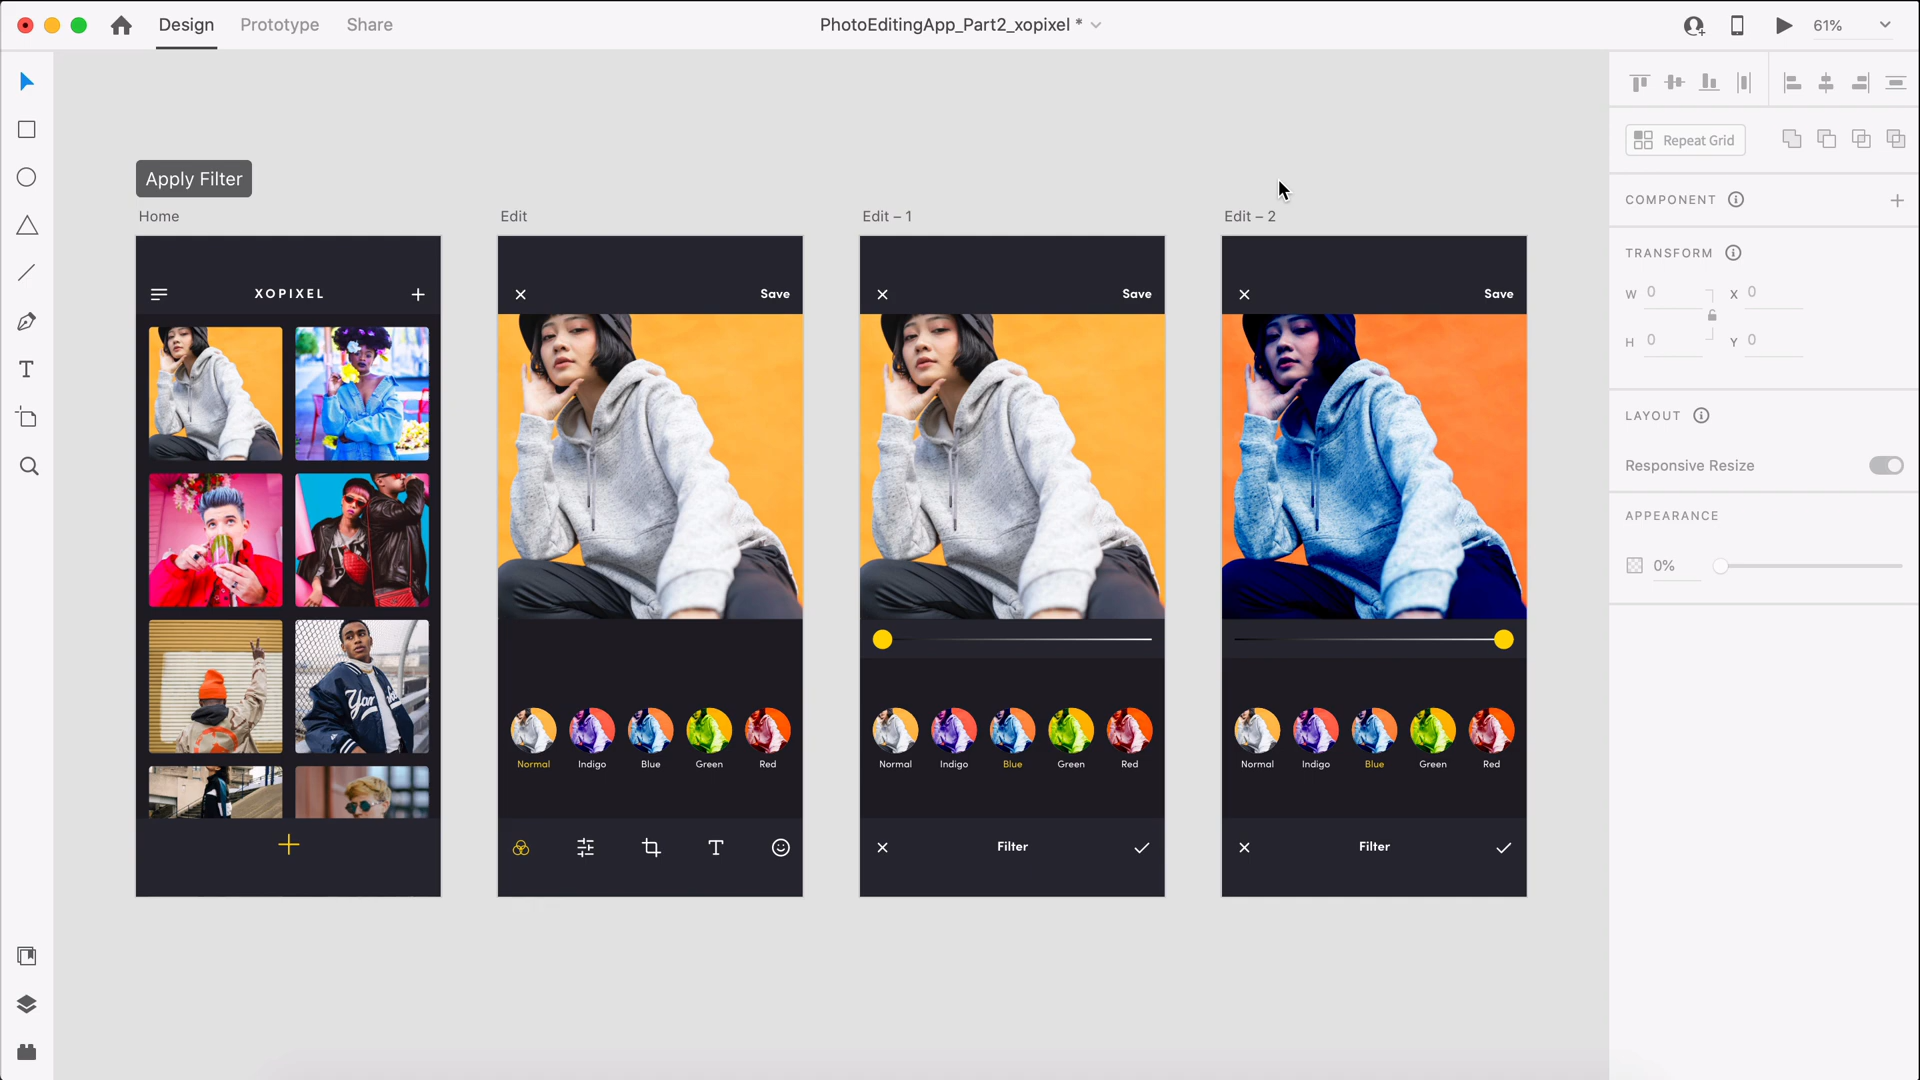 Design Prototype Share
PhotoEditingApp_Part2_xopixel *
61%
Repeat Grid
COMPONENT
TRANSFORM
W 0 X 0
H 0 Y 0
LAYOUT
Responsive Resize
APPEARANCE
0%
T
Apply Filter
Home
XOPIXEL
Edit
Save
Normal Indigo Blue Green Red
T
Edit – 1
Save
Normal Indigo Blue Green Red
Filter
Edit – 2
Save
Normal Indigo Blue Green Red
Filter